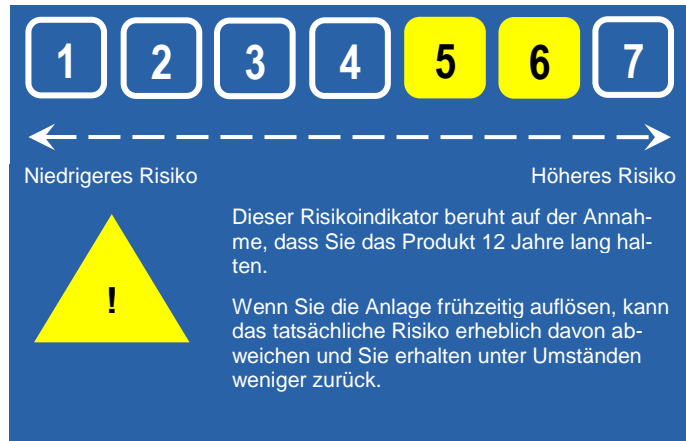 1 2 3 4 5 6 7
Niedrigeres Risiko Höheres Risiko
Dieser Risikoindikator beruht auf der Annah-
me, dass Sie das Produkt 12 Jahre lang hal-
ten.
!
Wenn Sie die Anlage frühzeitig auflösen, kann
das tatsächliche Risiko erheblich davon ab-
weichen und Sie erhalten unter Umständen
weniger zurück.